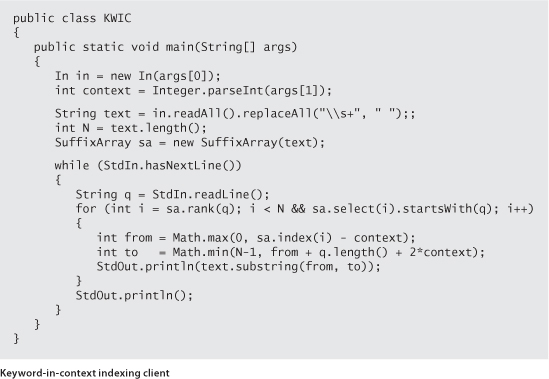 public class KWIC
{
   public static void main(String[] args)
   {
      In in = new In(args[0]);
      int context = Integer.parseInt(args[1]);
      String text = in.readAll().replaceAll("\\s+", " ");;
      int N = text.length();
      SuffixArray sa = new SuffixArray(text);
      while (StdIn.hasNextLine())
      {
         String q = StdIn.readLine();
         for (int i = sa.rank(q); i < N && sa.select(i).startsWith(q); i++)
         {
            int from = Math.max(0, sa.index(i) - context);
            int to   = Math.min(N-1, from + q.length() + 2*context);
            StdOut.println(text.substring(from, to));
         }
         StdOut.println();
      }
   }
}
Keyword-in-context indexing client